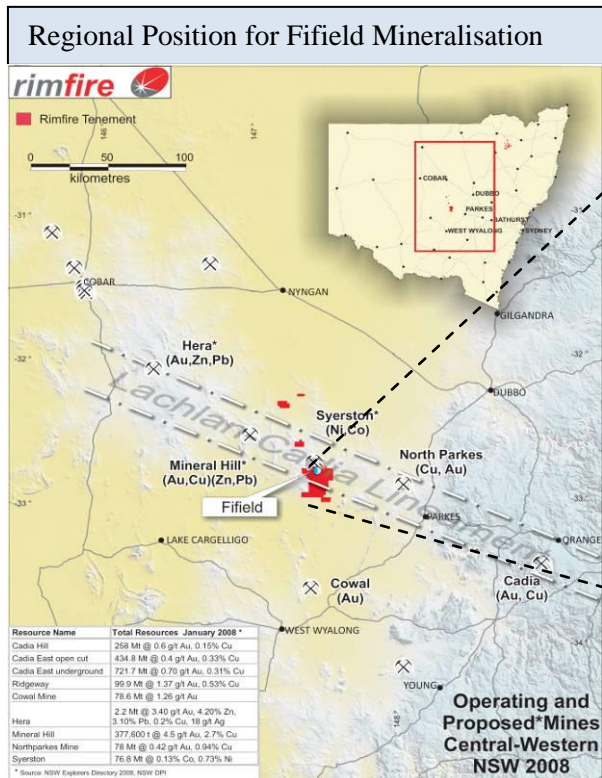 Regional Position for Fifield Mineralisation
rimfire
Rimfire Tenement
0 50 100
kilometres
146
147
-31 °
COBAR
DUBBO
PARKES
BATHURST
WEST WYALONG
SYDNEY
-31 °
COBAR
NYNGAN
GILGANDRA
-32 °
Hera*
(Au,Zn,Pb)
-32 °
DUBBO
Lachlan Cadia Lineament
Syerston*
(Ni,Co)
Mineral Hill*
(Au,Cu)(Zn,Pb)
North Parkes
(Cu, Au)
-33 °
Fifield
-33 °
PARKES
LAKE CARGELLIGO
ORANGE
Cowal
(Au)
Cadia
(Au, Cu)
WEST WYALONG
YOUNG
148 °
Resource Name Total Resources January 2008 *
Cadia Hill 258 Mt @ 0.6 g/t Au, 0.15% Cu
Cadia East open cut 434.8 Mt @ 0.4 g/t Au, 0.33% Cu
Cadia East underground 721.7 Mt @ 0.70 g/t Au, 0.31% Cu
Ridgeway 99.9 Mt @ 1.37 g/t Au, 0.53% Cu
Cowal Mine 78.6 Mt @ 1.26 g/t Au
Hera 2.2 Mt @ 3.40 g/t Au, 4.20% Zn,
3.10% Pb, 0.2% Cu, 18 g/t Ag
Mineral Hill 377,600 t @ 4.5 g/t Au, 2.7% Cu
Northparkes Mine 78 Mt @ 0.42 g/t Au, 0.94% Cu
Syerston 76.8 Mt @ 0.13% Co, 0.73% Ni
* Source: NSW Explorers Directory 2008, NSW DPI
Operating and
Proposed*Mines
Central-Western
NSW 2008